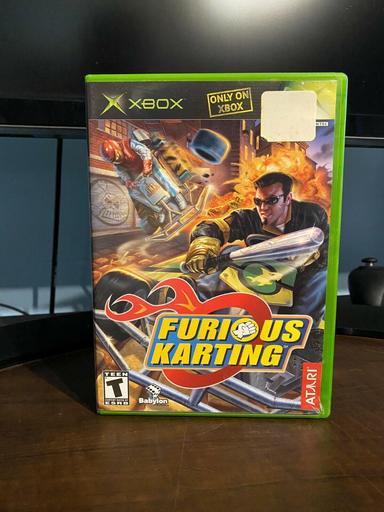 XBOX
ONLY ON
XBOX
FURIOUS
KARTING
TEEN
T
ESRB
Babylon
ATARI